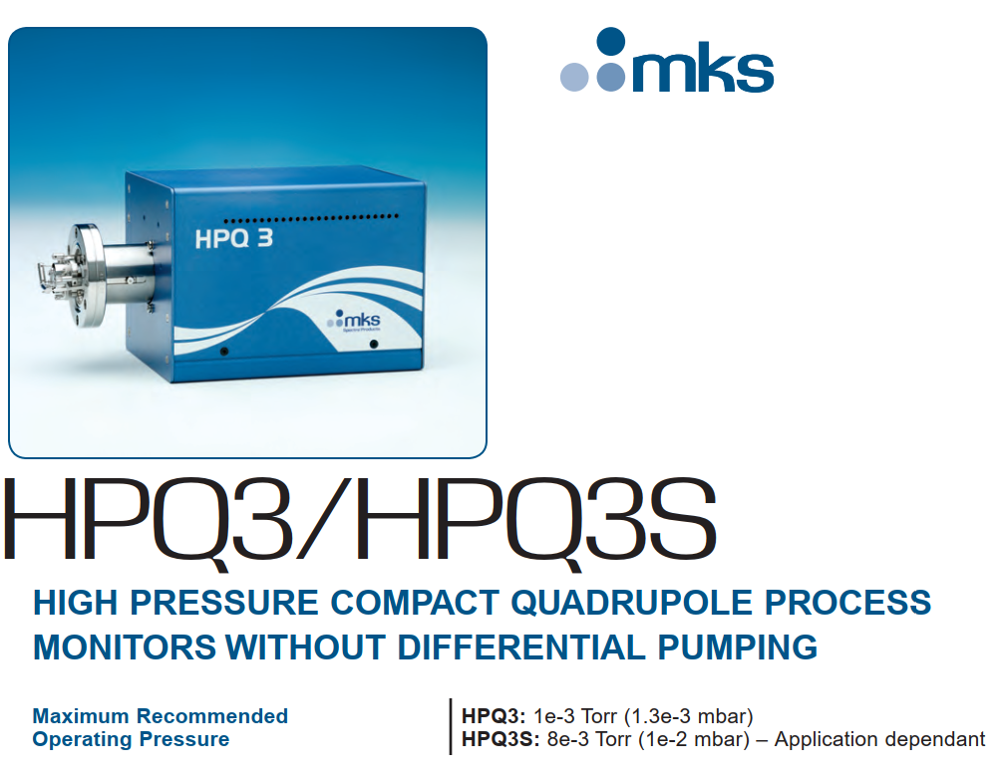 mks
HPQ 3
mks
Spectra Products
HPQ3/HPQ3S
HIGH PRESSURE COMPACT QUADRUPOLE PROCESS
MONITORS WITHOUT DIFFERENTIAL PUMPING
Maximum Recommended
Operating Pressure
HPQ3: 1e-3 Torr (1.3e-3 mbar)
HPQ3S: 8e-3 Torr (1e-2 mbar) – Application dependant